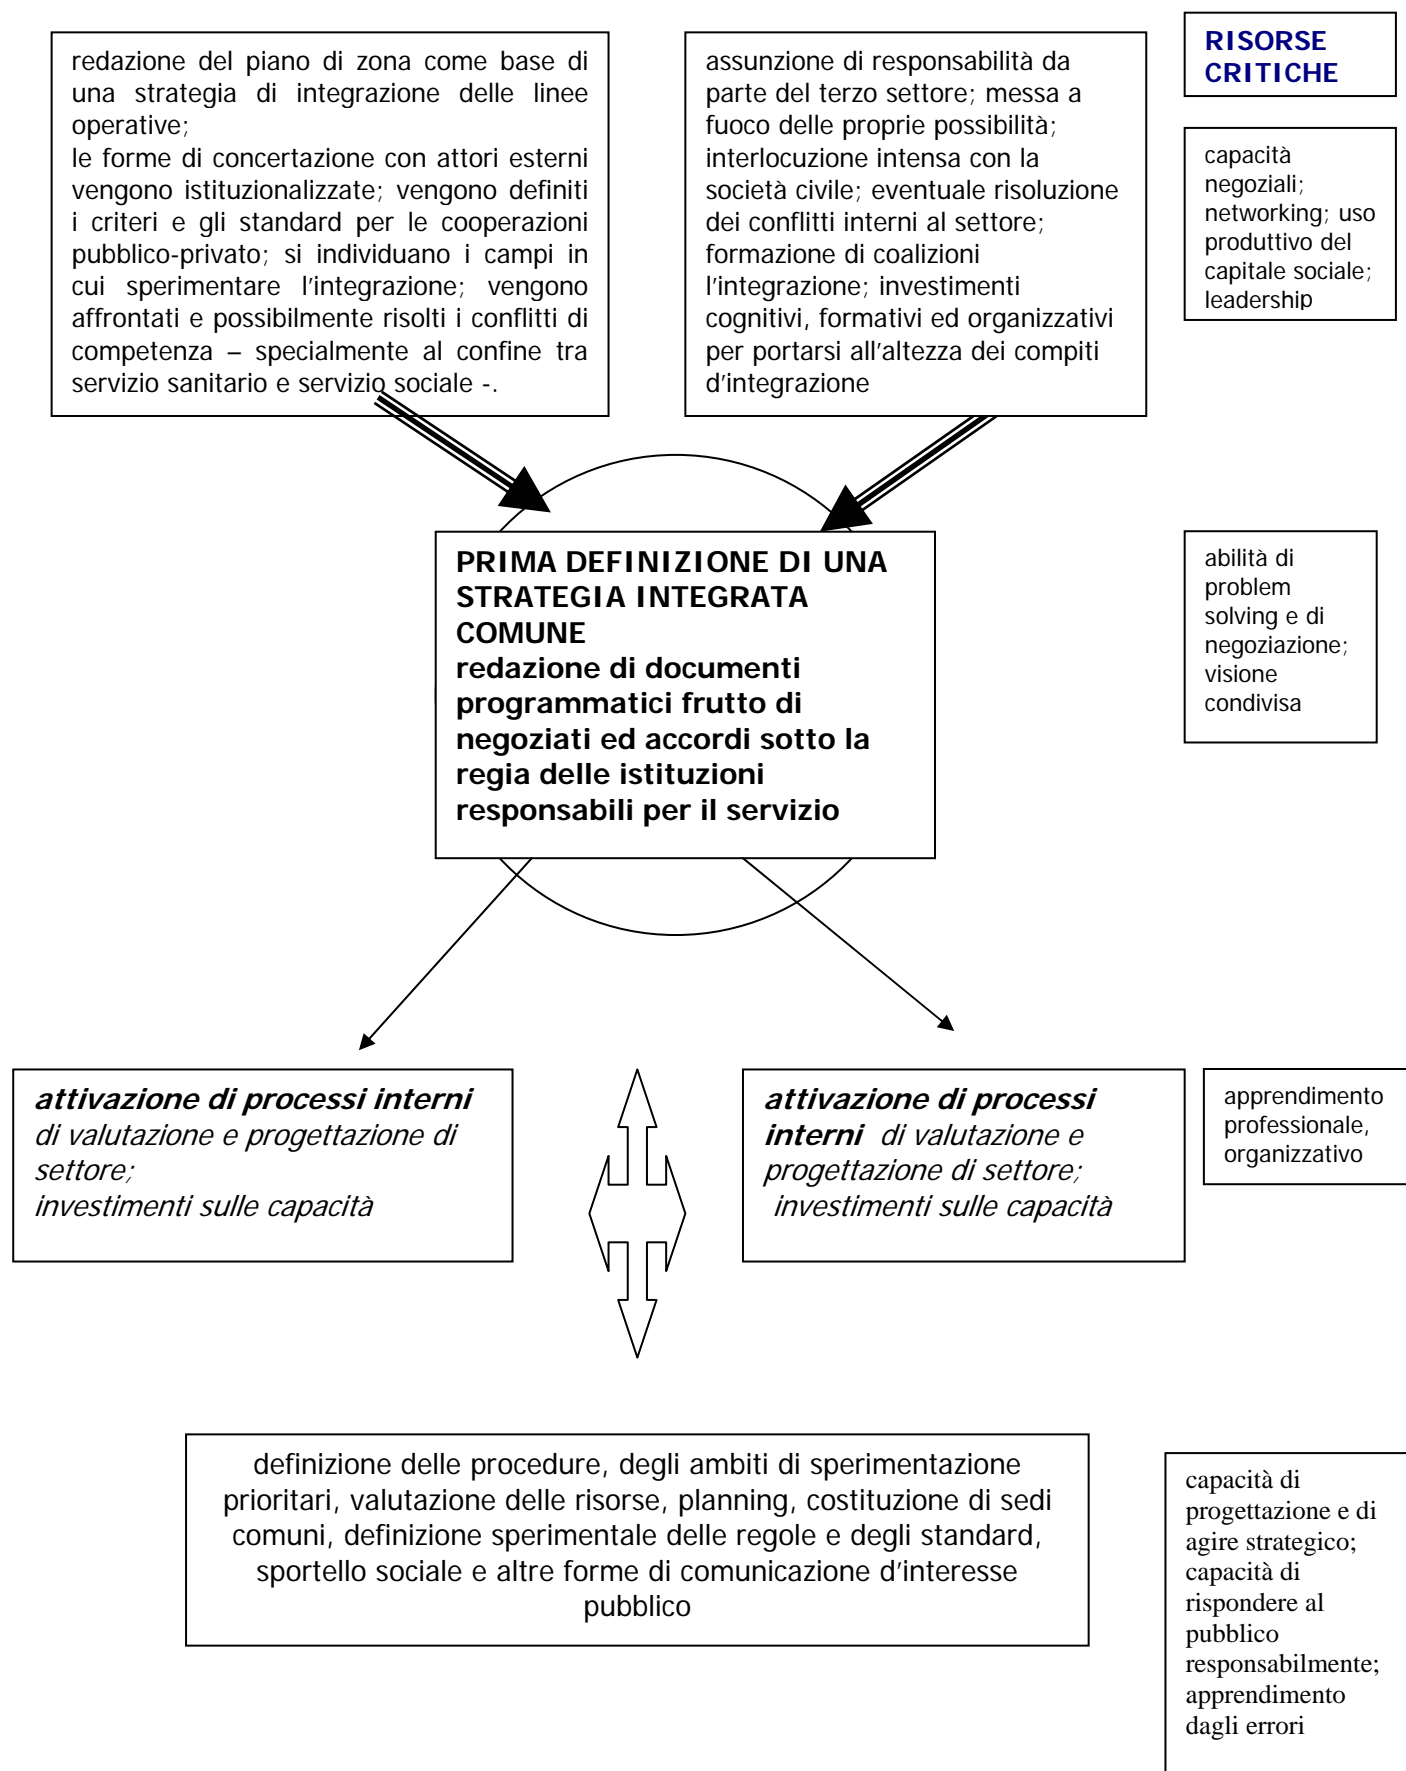 redazione del piano di zona come base di
una strategia di integrazione delle linee
operative;
le forme di concertazione con attori esterni
vengono istituzionalizzate; vengono definiti
i criteri e gli standard per le cooperazioni
pubblico-privato; si individuano i campi in
cui sperimentare l'integrazione; vengono
affrontati e possibilmente risolti i conflitti di
competenza – specialmente al confine tra
servizio sanitario e servizio sociale -.
assunzione di responsabilità da
parte del terzo settore; messa a
fuoco delle proprie possibilità;
interlocuzione intensa con la
società civile; eventuale risoluzione
dei conflitti interni al settore;
formazione di coalizioni
l'integrazione; investimenti
cognitivi, formativi ed organizzativi
per portarsi all'altezza dei compiti
d'integrazione
RISORSE
CRITICHE
capacità
negoziali;
networking; uso
produttivo del
capitale sociale;
leadership
PRIMA DEFINIZIONE DI UNA
STRATEGIA INTEGRATA
COMUNE
redazione di documenti
programmatici frutto di
negoziati ed accordi sotto la
regia delle istituzioni
responsabili per il servizio
abilità di
problem
solving e di
negoziazione;
visione
condivisa
attivazione di processi interni
di valutazione e progettazione di
settore;
investimenti sulle capacità
attivazione di processi
interni di valutazione e
progettazione di settore;
investimenti sulle capacità
apprendimento
professionale,
organizzativo
definizione delle procedure, degli ambiti di sperimentazione
prioritari, valutazione delle risorse, planning, costituzione di sedi
comuni, definizione sperimentale delle regole e degli standard,
sportello sociale e altre forme di comunicazione d'interesse
pubblico
capacità di
progettazione e di
agire strategico;
capacità di
rispondere al
pubblico
responsabilmente;
apprendimento
dagli errori